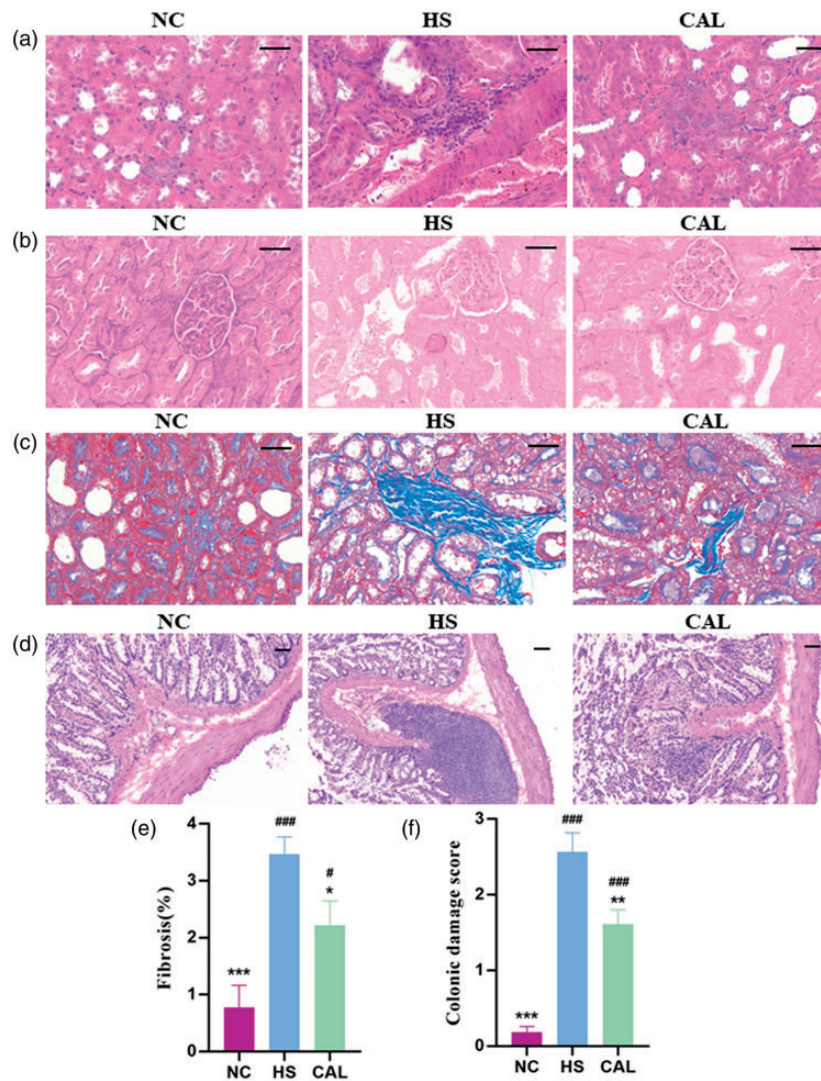 NC HS CAL
(a)
NC HS CAL
(b)
NC HS CAL
(c)
NC HS CAL
(d)
(e)
Fibrosis(%)
4
3
2
1
0
***
###
#
*
NC HS CAL
(f)
Colonic damage score
3
2
1
0
***
###
###
**
NC HS CAL